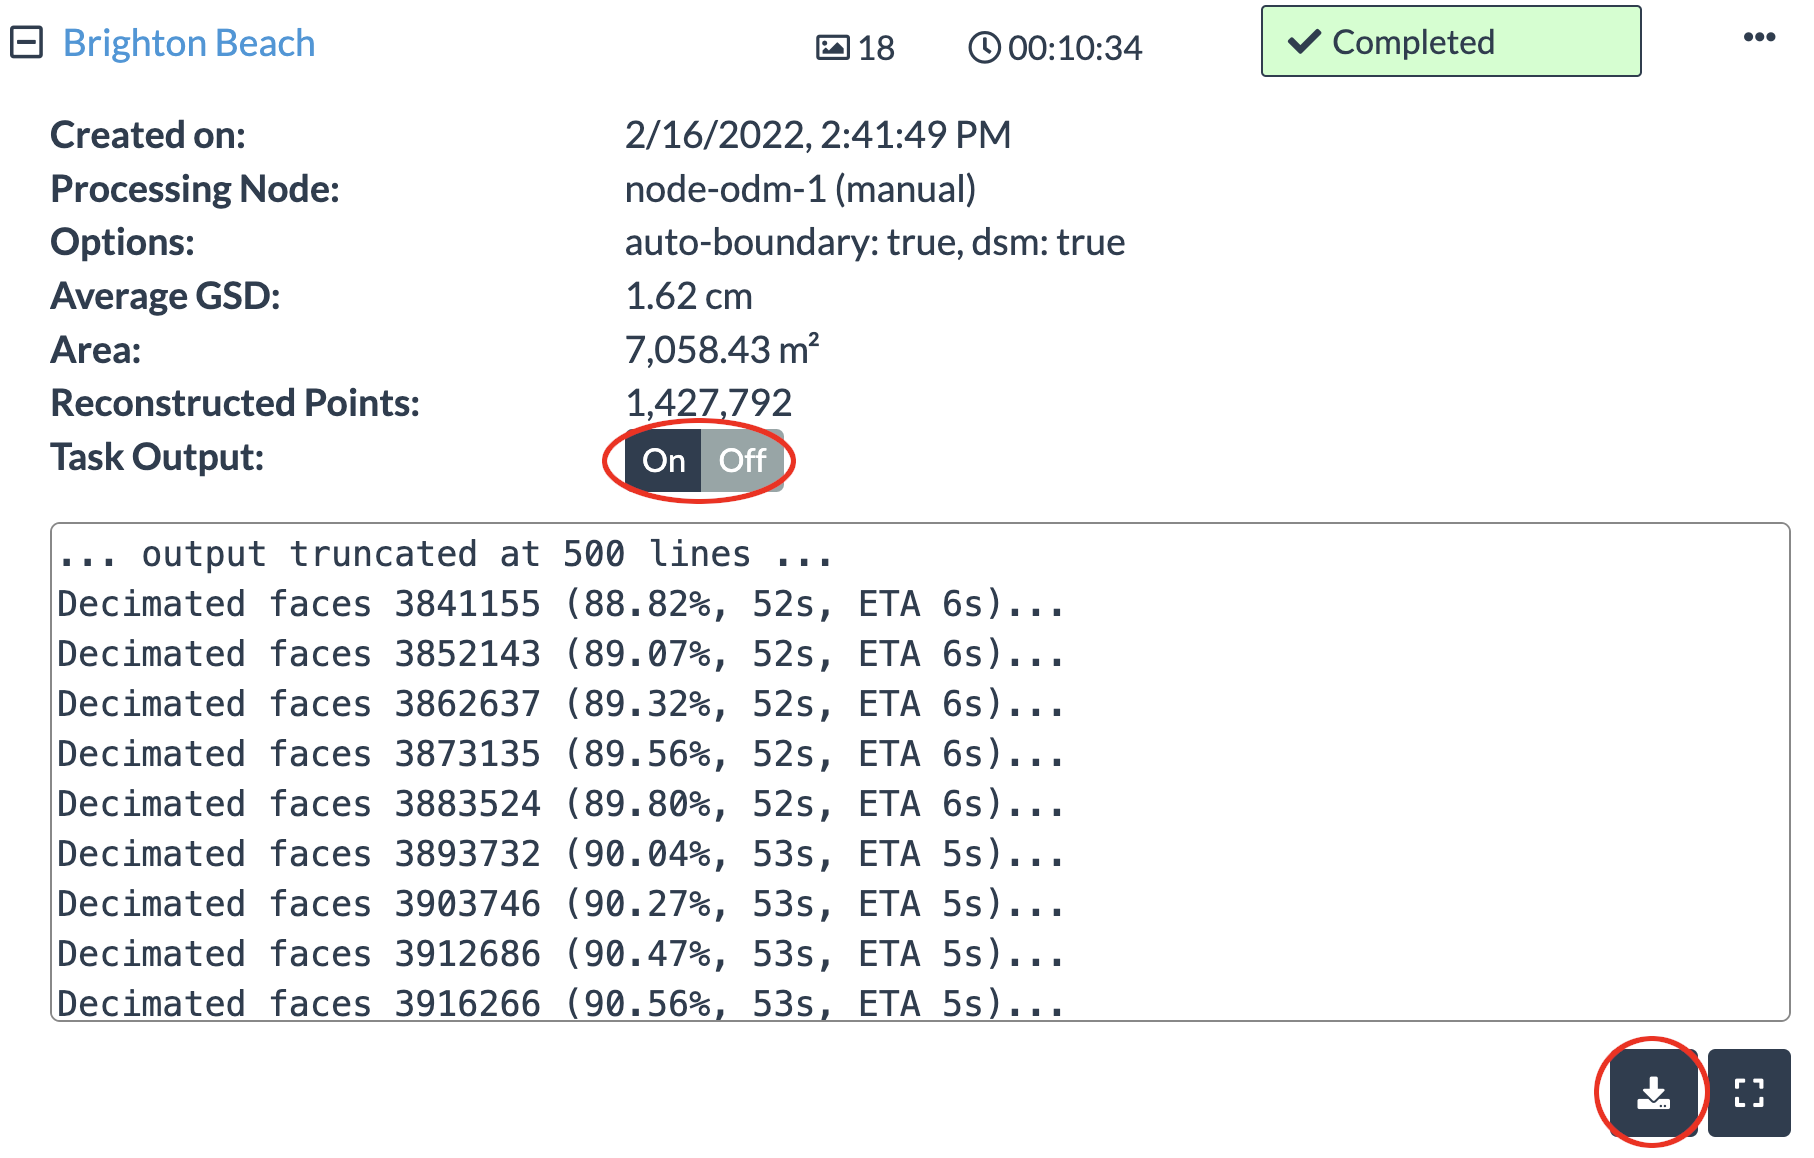 Brighton Beach 18 00:10:34 Completed
Created on: 2/16/2022, 2:41:49 PM
Processing Node: node-odm-1 (manual)
Options: auto-boundary: true, dsm: true
Average GSD: 1.62 cm
Area: 7,058.43 m²
Reconstructed Points: 1,427,792
Task Output: On Off
... output truncated at 500 lines ...
Decimated faces 3841155 (88.82%, 52s, ETA 6s)...
Decimated faces 3852143 (89.07%, 52s, ETA 6s)...
Decimated faces 3862637 (89.32%, 52s, ETA 6s)...
Decimated faces 3873135 (89.56%, 52s, ETA 6s)...
Decimated faces 3883524 (89.80%, 52s, ETA 6s)...
Decimated faces 3893732 (90.04%, 53s, ETA 5s)...
Decimated faces 3903746 (90.27%, 53s, ETA 5s)...
Decimated faces 3912686 (90.47%, 53s, ETA 5s)...
Decimated faces 3916266 (90.56%, 53s, ETA 5s)...